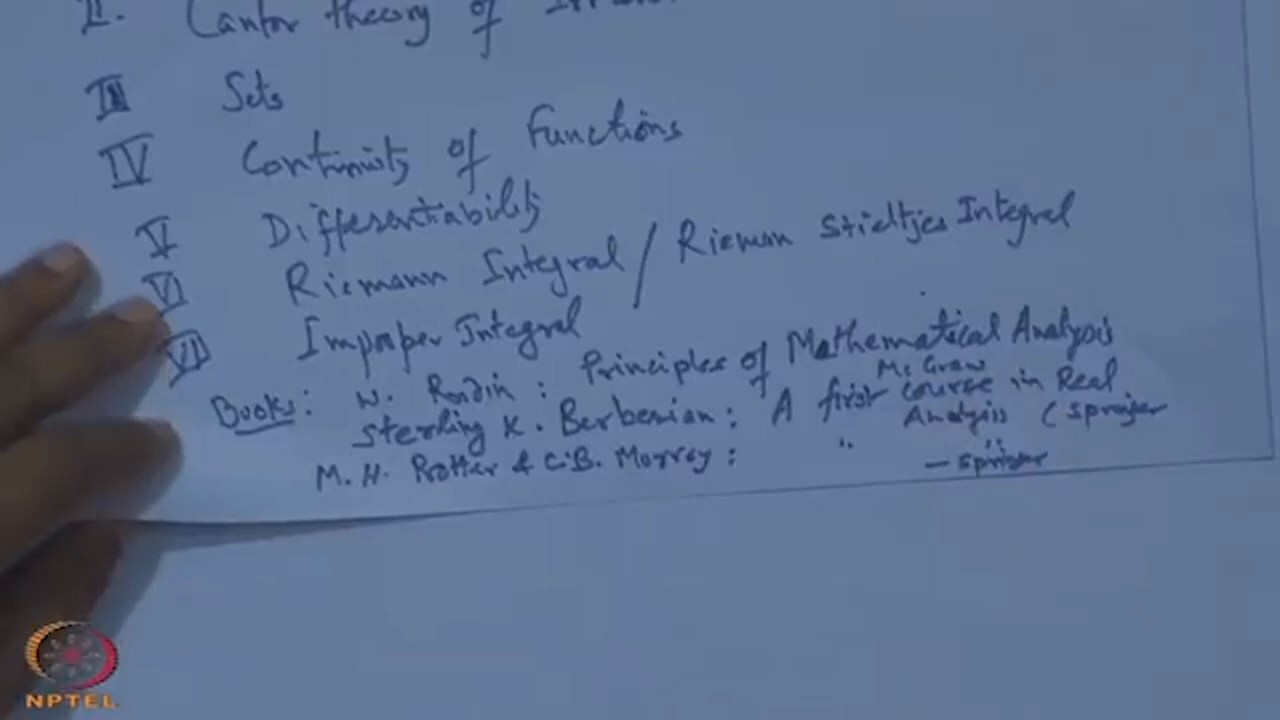 II. Cantor theory of
III Sets
IV Continuity of Functions
V Differentiability
VI Riemann Integral / Rieman Stieltjes Integral
VI Improper Integral
Books: W. Rudin : Principles of Mathematical Analysis
Mc Graw
Sterling K. Berberian : A first course in Real
Analysis (Springer
M. H. Protter & C.B. Morrey : " " — Springer
NPTEL